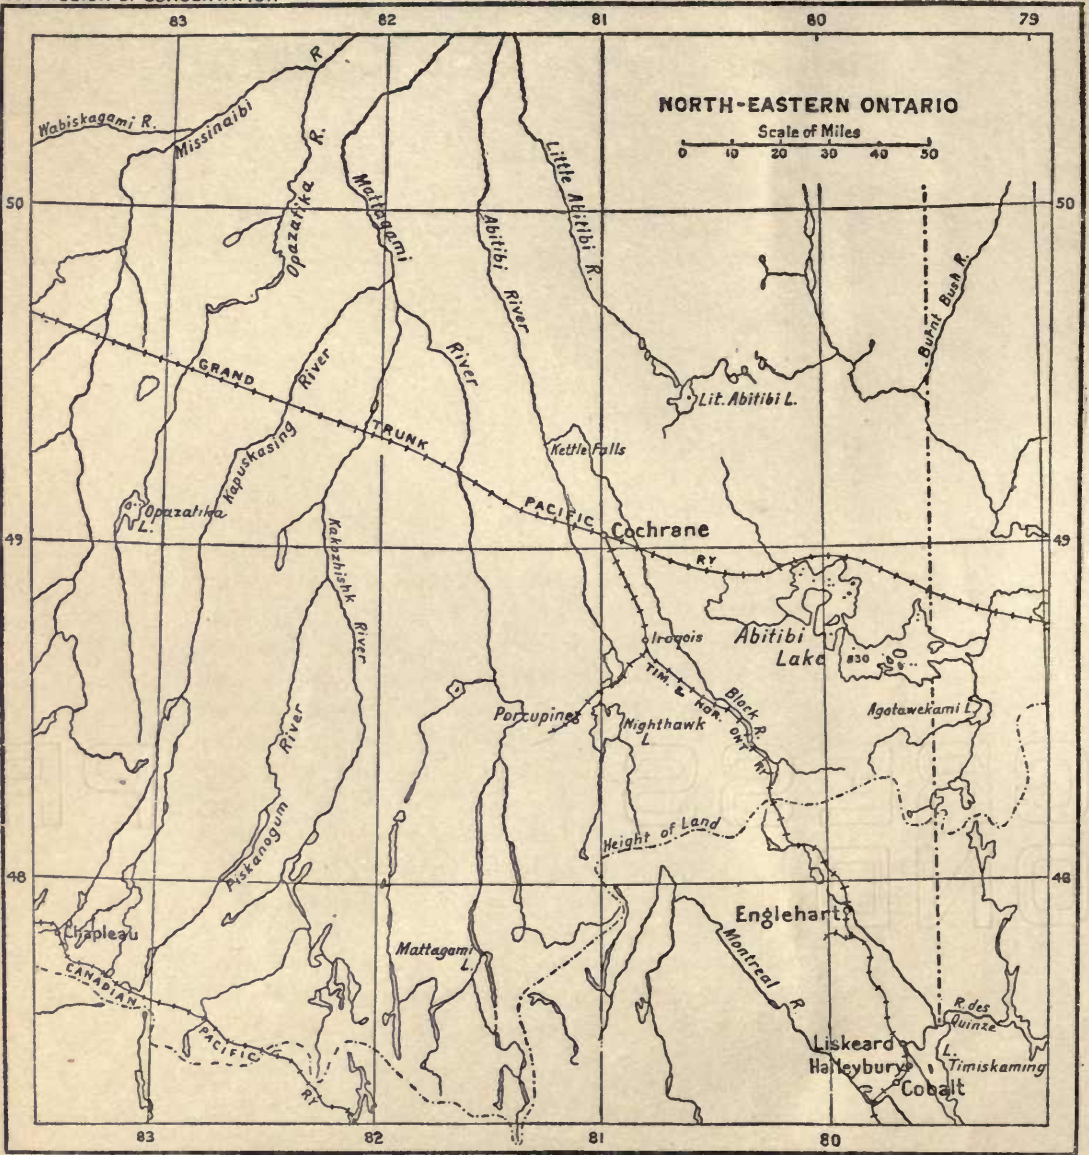 83 82 81 80 79
NORTH-EASTERN ONTARIO
Scale of Miles
0 10 20 30 40 50
Wabiskagami R.
Missinaibi R
Opazatika R.
Mattagami
River
Abitibi
River
Little Abitibi R.
50 50
Burnt Bush R.
GRAND
TRUNK
PACIFIC
RY
River
Kapuskasing
Lit. Abitibi L.
Kettle Falls
Opazatika
L.
Cochrane
49 49
Kakozhishk
River
Iroqois
Abitibi
Lake
830
TIM. & NOR. ONT. R.
Black R.
Agotawekami L.
Porcupine
Nighthawk
L
River
Piskanogum
Height of Land
48 48
Chapleau
Englehart
CANADIAN
PACIFIC
RY
Mattagami
L.
Montreal R
R. des
Quinze
Liskeard
Haileybury
Cobalt
L.
Timiskaming
83 82 81 80